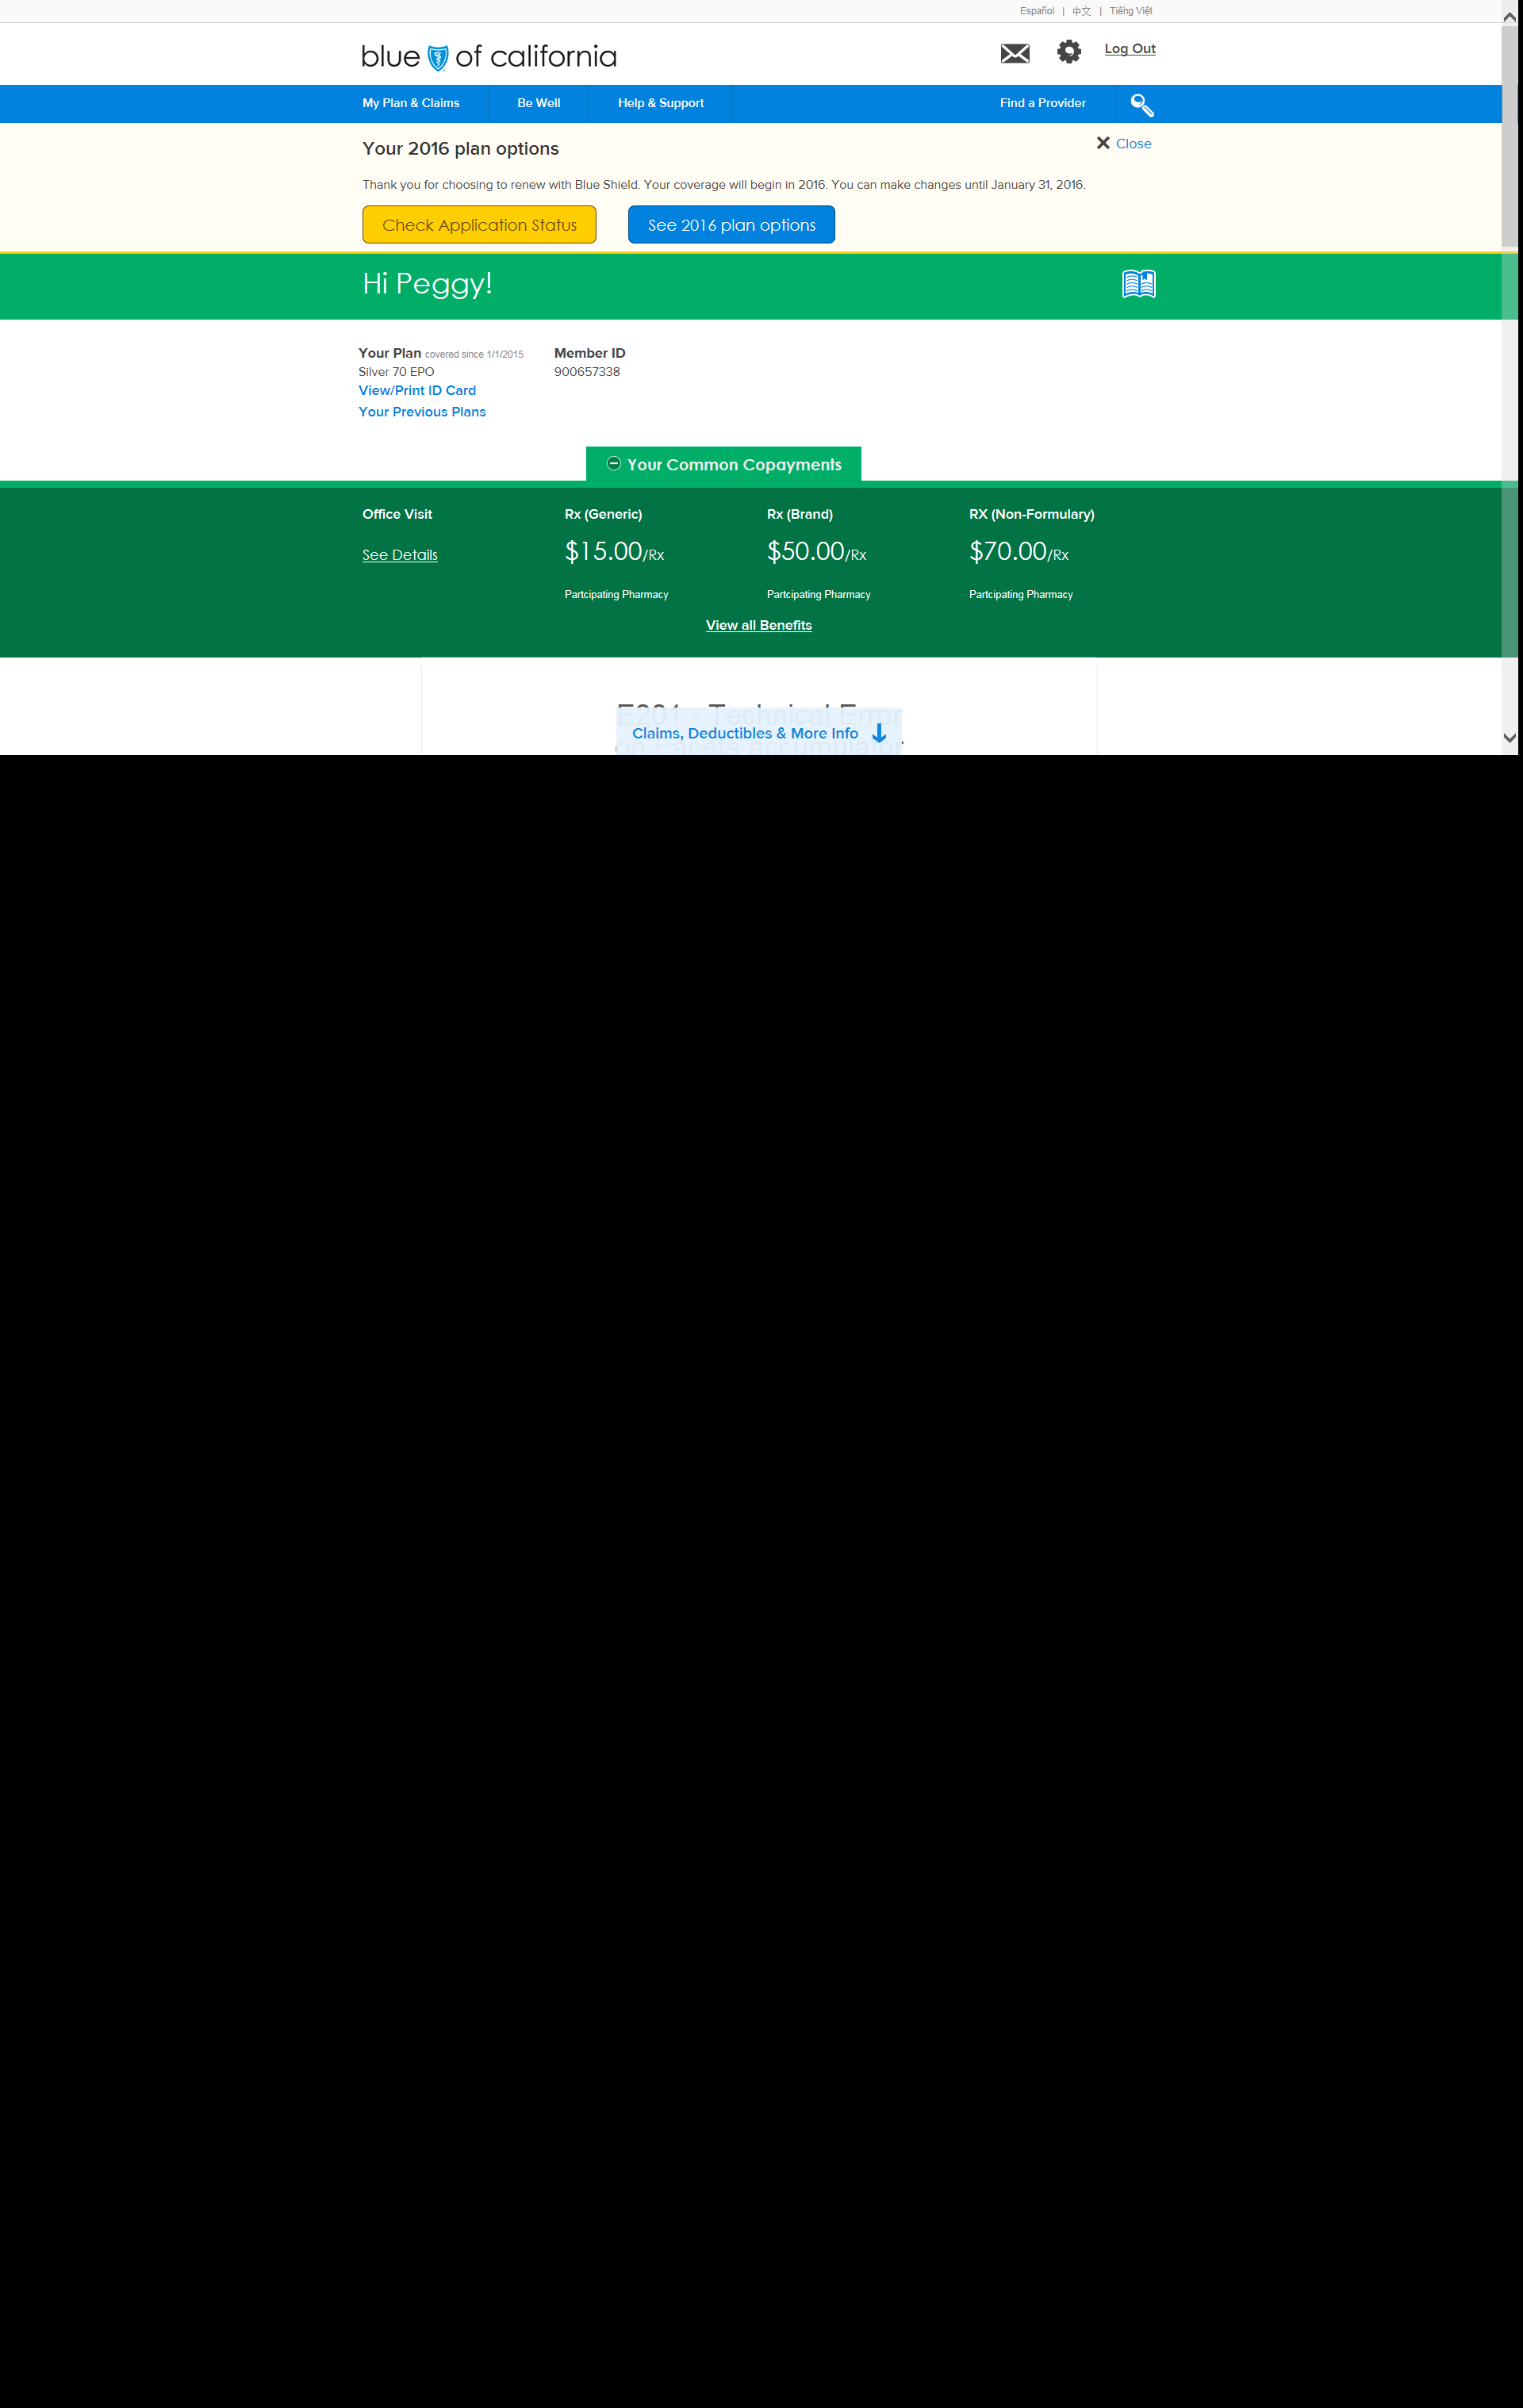 Español | 中文 | Tiếng Việt
blue of california
Log Out
My Plan & Claims Be Well Help & Support Find a Provider
Your 2016 plan options
Close
Thank you for choosing to renew with Blue Shield. Your coverage will begin in 2016. You can make changes until January 31, 2016.
Check Application Status See 2016 plan options
Hi Peggy!
Your Plan covered since 1/1/2015 Member ID
Silver 70 EPO 900657338
View/Print ID Card
Your Previous Plans
Your Common Copayments
Office Visit Rx (Generic) Rx (Brand) RX (Non-Formulary)
See Details $15.00/Rx $50.00/Rx $70.00/Rx
Partcipating Pharmacy Partcipating Pharmacy Partcipating Pharmacy
View all Benefits
E201 - Technical Error
Claims, Deductibles & More Info
on Facets accumulator